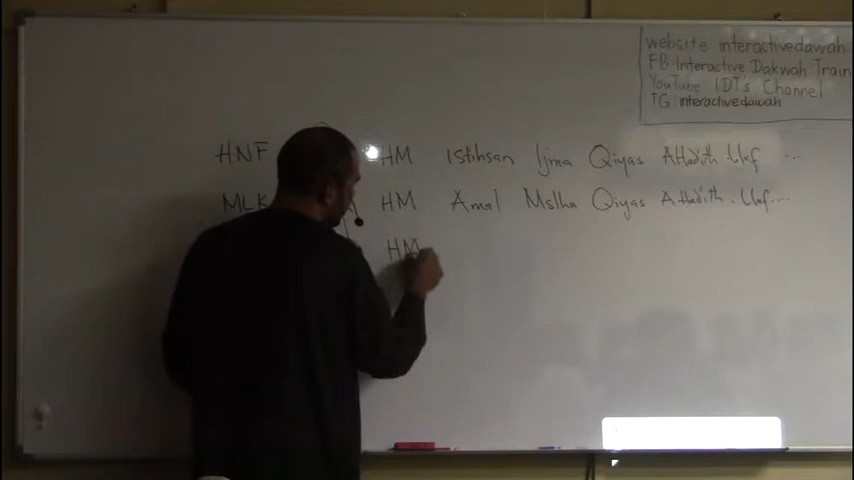 website interactivedawah
FB: Interactive Dakwah Train
YouTube IDT's Channel
TG: interactivedawah
HNF HM Istihsan Ijma Qiyas AHadith Urf ...
MLK HM Amal Mslha Qiyas AHadith. Urf...
HM